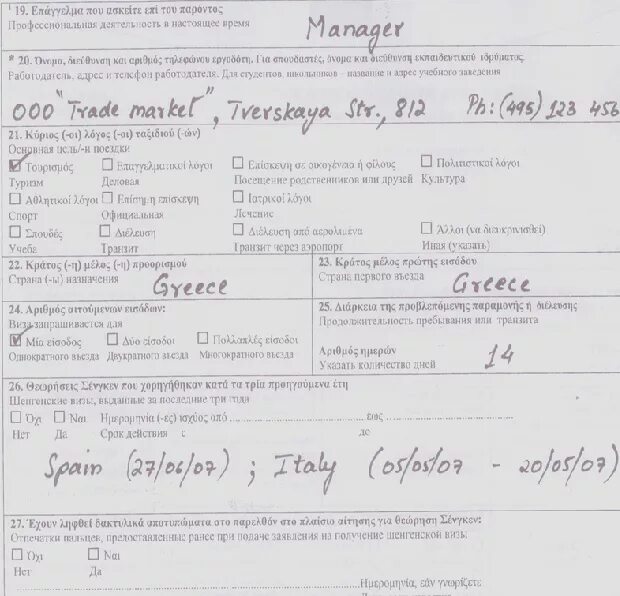 19. Επάγγελμα που ασκείτε επί του παρόντος
Профессиональная деятельность в настоящее время
Manager
* 20. Όνομα, διεύθυνση και αριθμός τηλεφώνου εργοδότη. Για σπουδαστές, όνομα και διεύθυνση εκπαιδευτικού ιδρύματος.
Работодатель, адрес и телефон работодателя. Для студентов, школьников – название и адрес учебного заведения
ООО "Trade market", Tverskaya Str., 812 Ph: (495) 123 456
21. Κύριος (-οι) λόγος (-οι) ταξιδιού (-ών)
Основная цель/-и поездки
Τουρισμός Επαγγελματικοί λόγοι Επίσκεψη σε οικογένεια ή φίλους Πολιτιστικοί λόγοι
Туризм Деловая Посещение родственников или друзей Культура
Αθλητικοί λόγοι Επίσημη επίσκεψη Ιατρικοί λόγοι
Спорт Официальная Лечение
Σπουδές Διέλευση Διέλευση από αερολιμένα Άλλοι (να διευκρινισθεί)
Учеба Транзит Транзит через аэропорт Иная (указать)
22. Κράτος (-η) μέλος (-η) προορισμού
Страна (-ы) назначения
Greece
23. Κράτος μέλος πρώτης εισόδου
Страна первого въезда
Greece
24. Αριθμός αιτούμενων εισόδων:
Виза запрашивается для
Μία είσοδος Δύο είσοδοι Πολλαπλές είσοδοι
Однократного въезда Двукратного въезда Многократного въезда
25. Διάρκεια της προβλεπόμενης παραμονής ή διέλευσης
Продолжительность пребывания или транзита
Αριθμός ημερών
Указать количество дней
14
26. Θεωρήσεις Σένγκεν που χορηγήθηκαν κατά τα τρία προηγούμενα έτη
Шенгенские визы, выданные за последние три года
Όχι Ναι Ημερομηνία (-ες) ισχύος από έως
Нет Да Срок действия с до
Spain (27/06/07) ; Italy (05/05/07 - 20/05/07)
27. Έχουν ληφθεί δακτυλικά αποτυπώματα στο παρελθόν στο πλαίσιο αίτησης για θεώρηση Σένγκεν:
Отпечатки пальцев, предоставленные ранее при подаче заявления на получение шенгенской визы
Όχι Ναι
Нет Да
Ημερομηνία, εάν γνωρίζετε